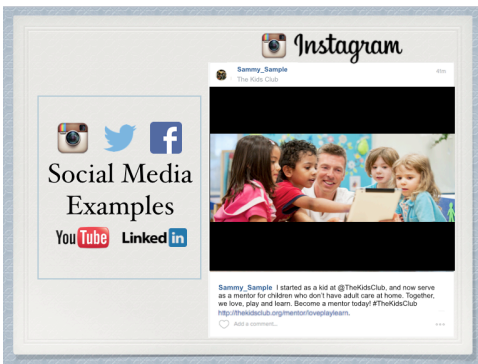 Instagram
Sammy_Sample
The Kids Club
Social Media
Examples
You Tube
Linked in
Sammy_Sample I started as a kid at @TheKidsClub, and now serve
as a mentor for children who don't have adult care at home. Together,
we love, play and learn. Become a mentor today! #TheKidsClub
http://thekidsclub.org/mentor/loveplaylearn.
Add a comment...